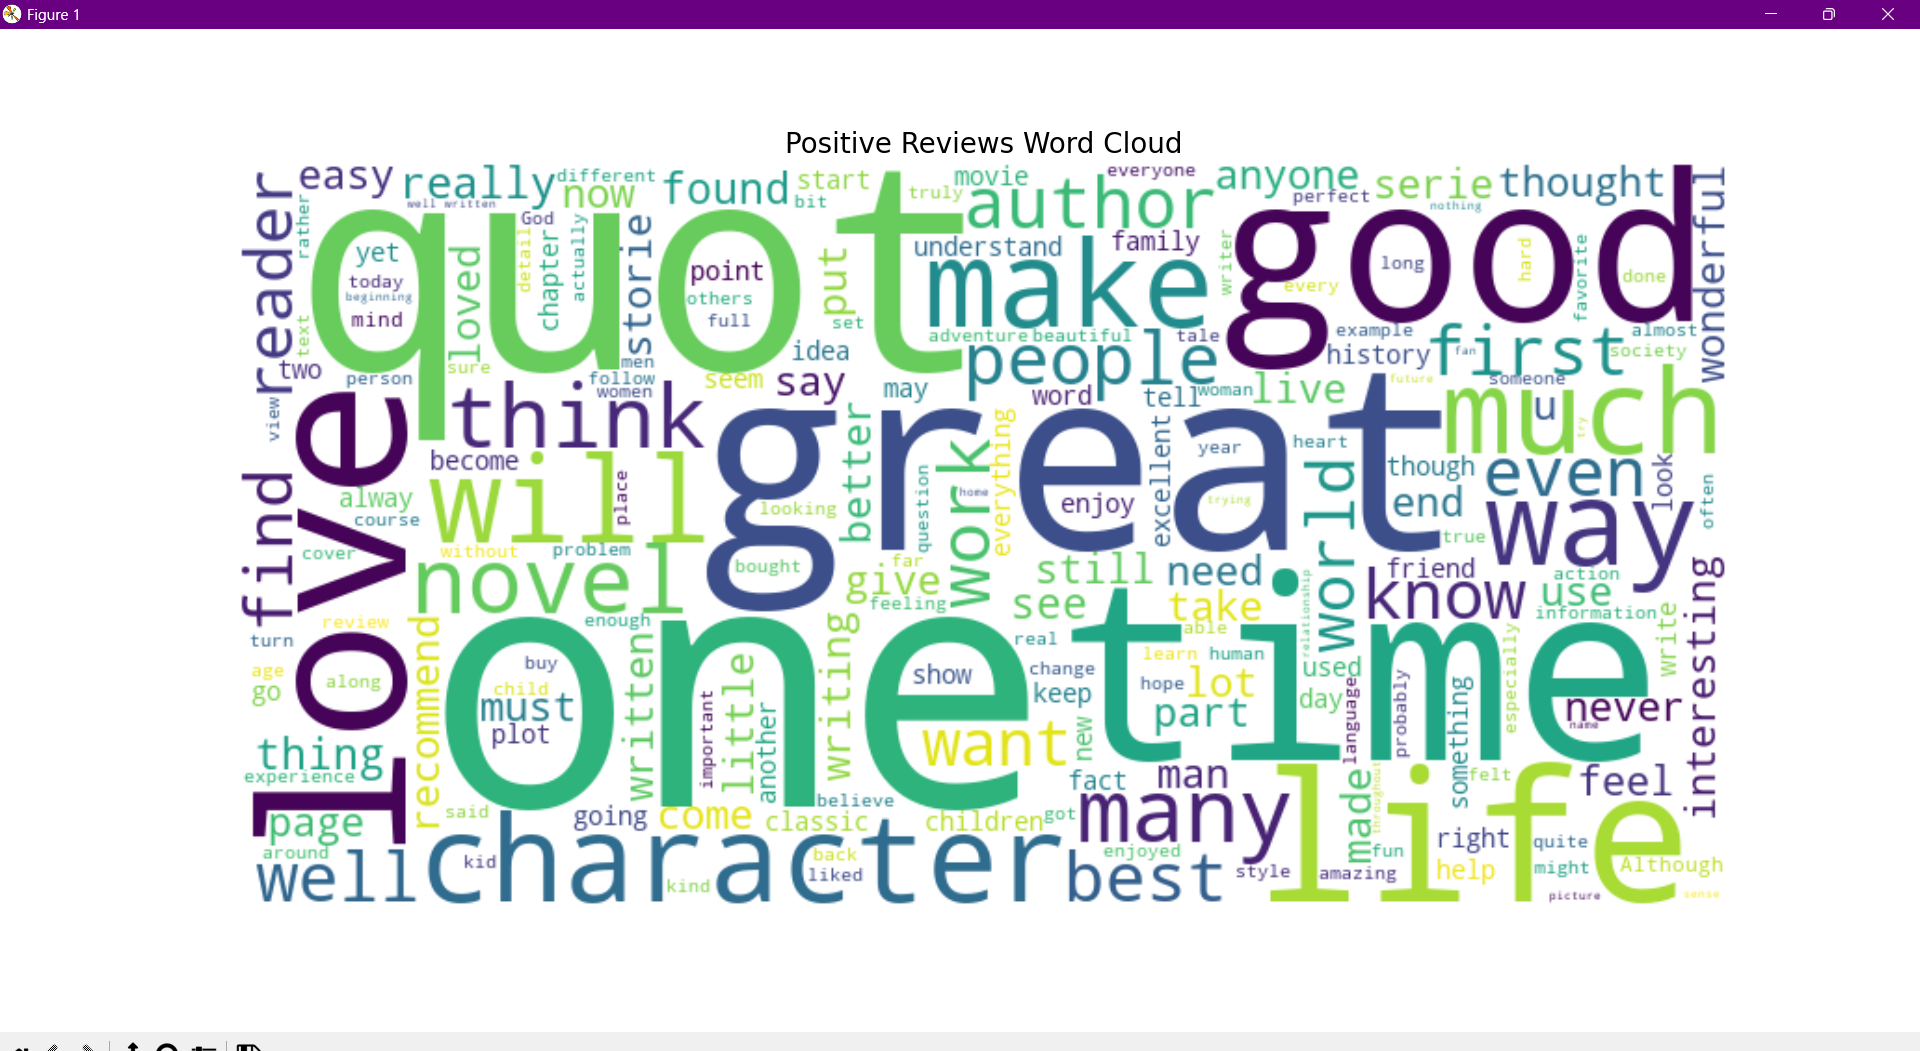 Figure 1
Positive Reviews Word Cloud
easy really different now found start bit truly movie everyone anyone perfect serie nothing thought wonderful
reader rather well written God quot author good
yet today beginning mind text loved detail chapter actually storie point others full put set understand make family writer every long hard favorite done
adventure beautiful tale example almost
two person sure men follow women seem idea say people history first fan society
view love think may word tell woman live future someone much u try
become will place great better question work home everything enjoy excellent year heart trying world though end even look often way
find alway course looking
cover without problem true
novel bought far give feeling still need friend know action use information interesting
turn review recommend enough one see real take able time relationship
age go along buy child must plot written important little another writing show want change keep new learn human hope lot part used day language probably something especially write never name
thing experience page said going come believe classic children got fact man many made throughout felt life feel
around well character kid kind back liked best enjoyed style amazing fun right help quite might Although picture sense